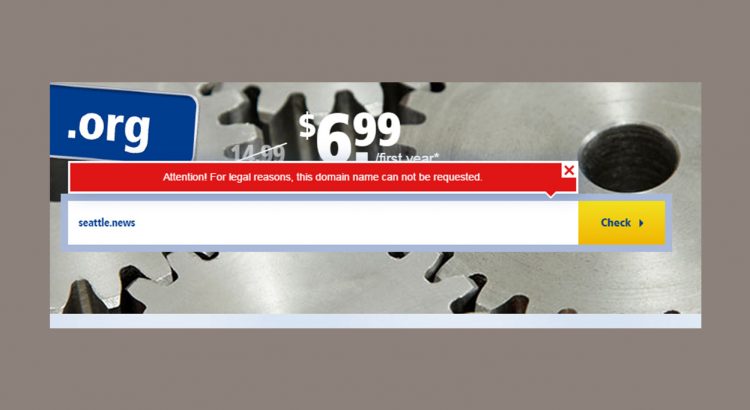 .org
14.99
$6.99
/first year*
Attention! For legal reasons, this domain name can not be requested.
seattle.news
Check